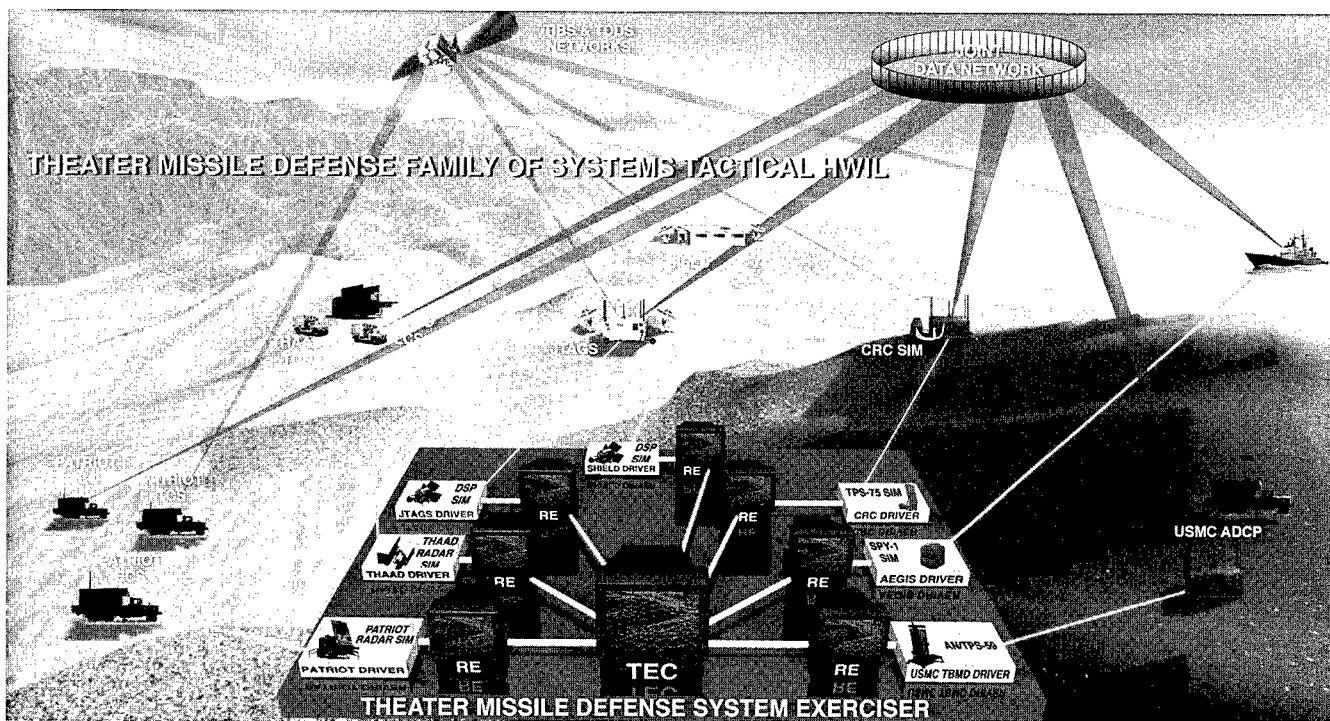 NETWORKS
JOINT
DATA NETWORK
THEATER MISSILE DEFENSE FAMILY OF SYSTEMS TACTICAL HWIL
JTAGS
CRC SIM
PATRIOT
USMC ADCP
DSP
SIM
SHIELD DRIVER
RE
DSP
SIM
JTAGS DRIVER
RE
RE
TPS-75 SIM
CRC DRIVER
THAAD
RADAR
SIM
THAAD DRIVER
RE
RE
SPY-1
SIM
AEGIS DRIVER
PATRIOT
RADAR SIM
PATRIOT DRIVER
RE
TEC
RE
AN/TPS-59
USMC TBMD DRIVER
THEATER MISSILE DEFENSE SYSTEM EXERCISER